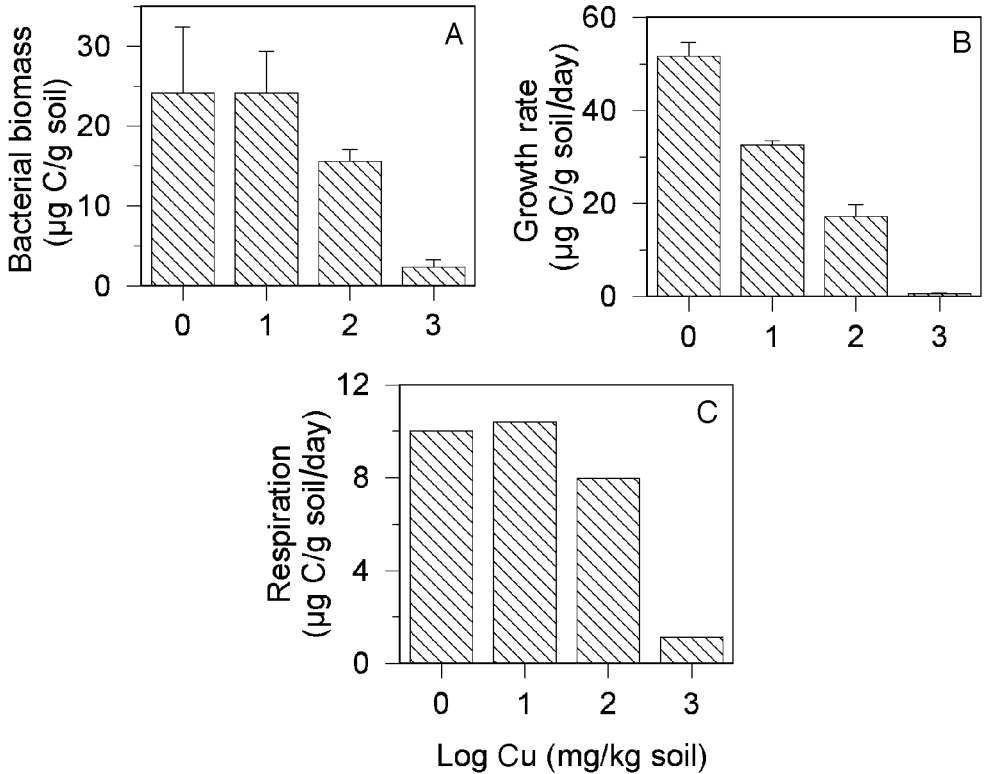 A
Bacterial biomass
(µg C/g soil)
30
20
10
0
0 1 2 3
B
Growth rate
(µg C/g soil/day)
60
40
20
0
0 1 2 3
C
Respiration
(µg C/g soil/day)
12
8
4
0
0 1 2 3
Log Cu (mg/kg soil)